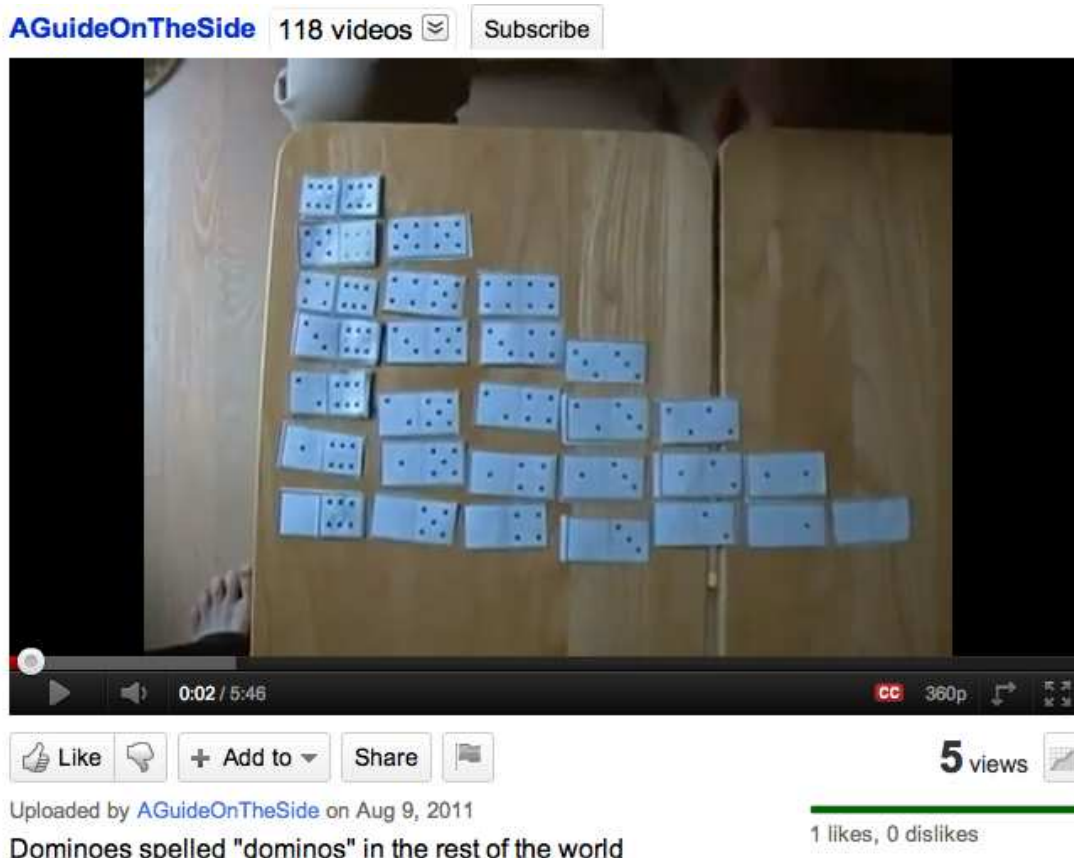 AGuideOnTheSide 118 videos Subscribe
0:02 / 5:46 CC 360p
Like Add to Share 5 views
Uploaded by AGuideOnTheSide on Aug 9, 2011
1 likes, 0 dislikes
Dominoes spelled "dominos" in the rest of the world